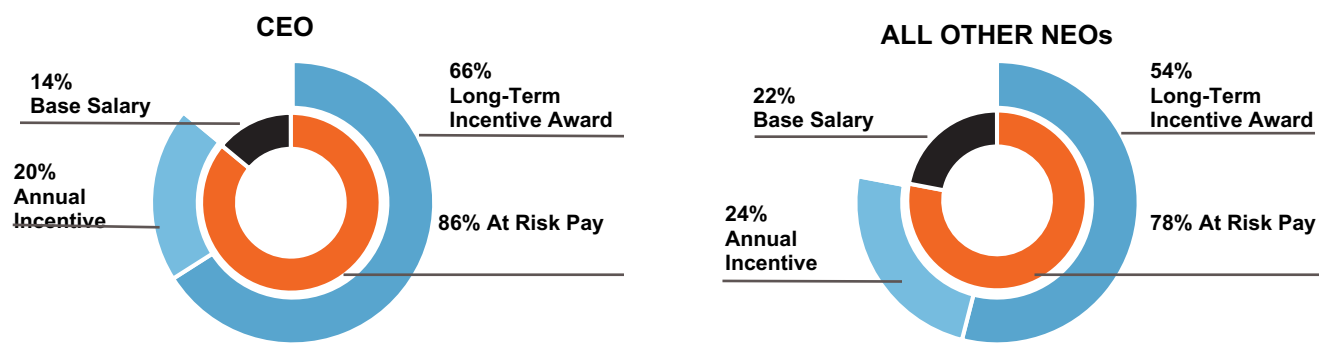 CEO
14%
Base Salary
66%
Long-Term
Incentive Award
20%
Annual
Incentive
86% At Risk Pay
ALL OTHER NEOs
22%
Base Salary
54%
Long-Term
Incentive Award
24%
Annual
Incentive
78% At Risk Pay